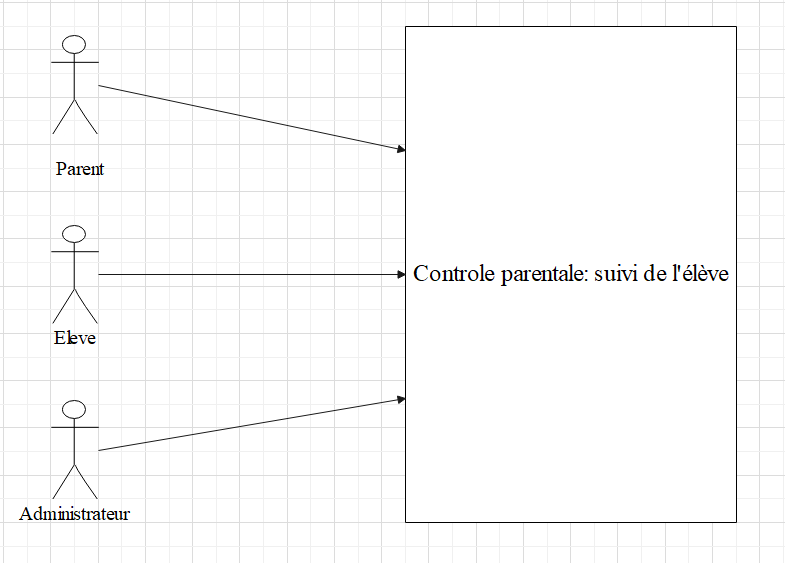 Parent
Controle parentale: suivi de l'élève
Eleve
Administrateur